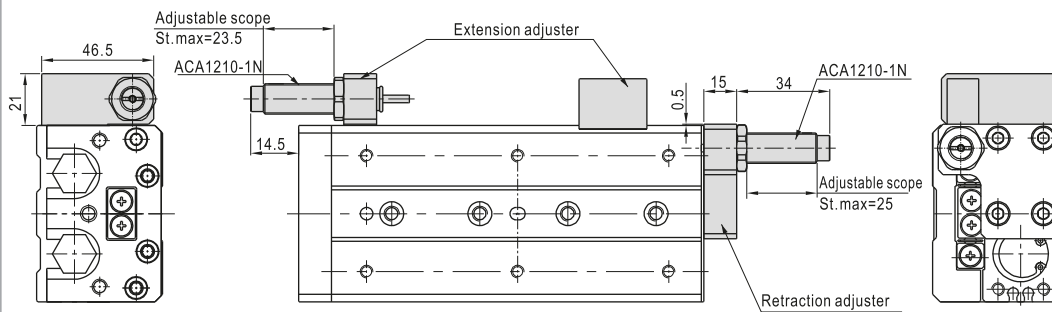 Adjustable scope
St.max=23.5
Extension adjuster
46.5
ACA1210-1N
21
14.5
0.5
15
34
ACA1210-1N
Adjustable scope
St.max=25
Retraction adjuster